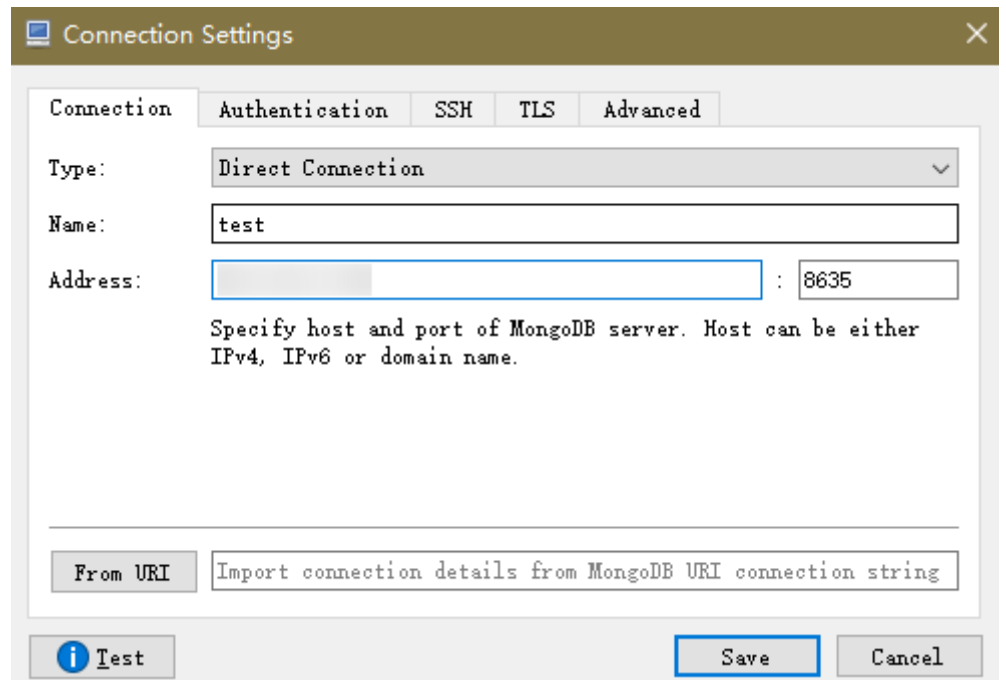 Connection Settings
Connection Authentication SSH TLS Advanced
Type: Direct Connection
Name: test
Address: : 8635
Specify host and port of MongoDB server. Host can be either
IPv4, IPv6 or domain name.
From URI Import connection details from MongoDB URI connection string
Test Save Cancel